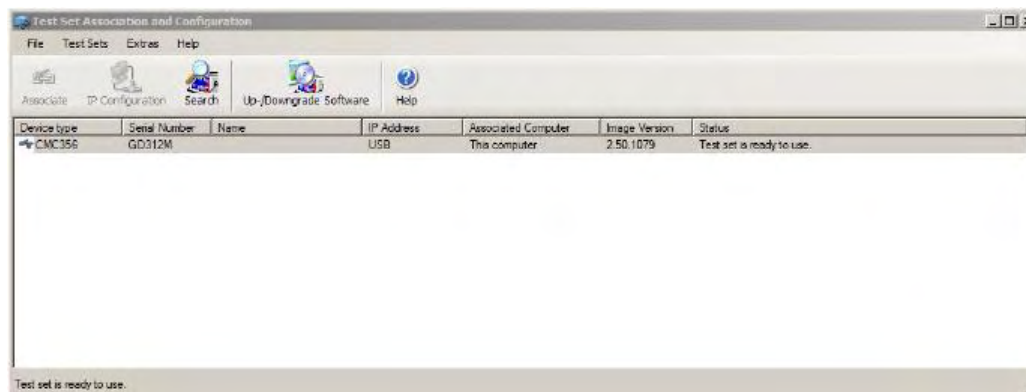 Test Set Association and Configuration
File Test Sets Extras Help
Associate IP Configuration Search Up-/Downgrade Software Help
Device type Serial Number Name IP Address Associated Computer Image Version Status
CMC356 GD312M USB This computer 2.50.1079 Test set is ready to use.
Test set is ready to use.